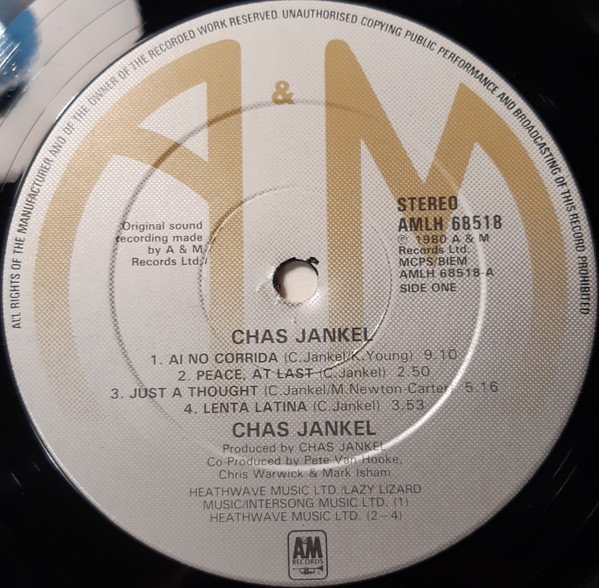 ALL RIGHTS OF THE MANUFACTURER AND OF THE OWNER OF THE RECORDED WORK RESERVED. UNAUTHORISED COPYING PUBLIC PERFORMANCE AND BROADCASTING OF THIS RECORD PROHIBITED
A & M
Original sound
recording made
by A & M
Records Ltd.
STEREO
AMLH 68518
℗ 1980 A & M
Records Ltd.
MCPS/BIEM
AMLH 68518-A
SIDE ONE
CHAS JANKEL
1. AI NO CORRIDA (C.Jankel/K.Young) 9.10
2. PEACE, AT LAST (C.Jankel) 2.50
3. JUST A THOUGHT (C.Jankel/M.Newton-Carter) 5.16
4. LENTA LATINA (C.Jankel) 3.53
CHAS JANKEL
Produced by CHAS JANKEL
Co-Produced by Pete Van-Hooke,
Chris Warwick & Mark Isham
HEATHWAVE MUSIC LTD./LAZY LIZARD
MUSIC/INTERSONG MUSIC LTD. (1)
HEATHWAVE MUSIC LTD. (2-4)
AM
RECORDS